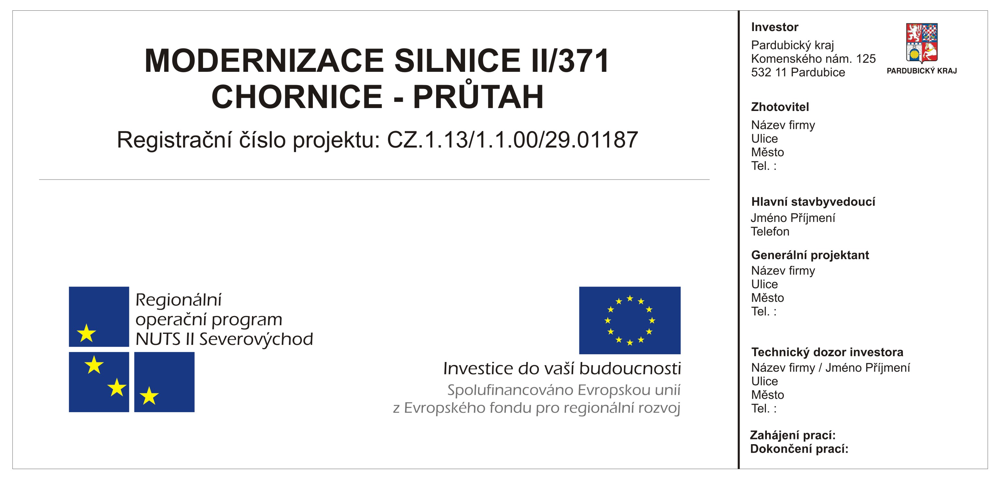 MODERNIZACE SILNICE II/371
CHORNICE - PRŮTAH
Registrační číslo projektu: CZ.1.13/1.1.00/29.01187
Regionální
operační program
NUTS II Severovýchod
Investice do vaší budoucnosti
Spolufinancováno Evropskou unií
z Evropského fondu pro regionální rozvoj
Investor
Pardubický kraj
Komenského nám. 125
532 11 Pardubice
PARDUBICKÝ KRAJ
Zhotovitel
Název firmy
Ulice
Město
Tel. :
Hlavní stavbyvedoucí
Jméno Příjmení
Telefon
Generální projektant
Název firmy
Ulice
Město
Tel. :
Technický dozor investora
Název firmy / Jméno Příjmení
Ulice
Město
Tel. :
Zahájení prací:
Dokončení prací: